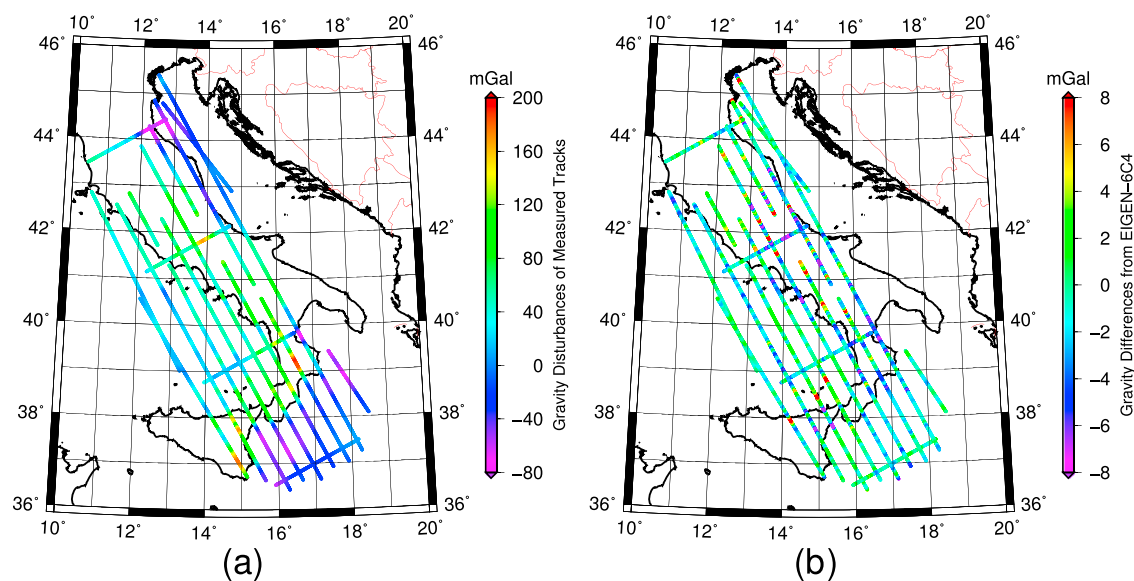 10° 12° 14° 16° 18° 20°
46° 46°
44° 44°
42° 42°
40° 40°
38° 38°
36° 36°
10° 12° 14° 16° 18° 20°
mGal
200
160
120
80
40
0
−40
−80
Gravity Disturbances of Measured Tracks
(a)
10° 12° 14° 16° 18° 20°
46° 46°
44° 44°
42° 42°
40° 40°
38° 38°
36° 36°
10° 12° 14° 16° 18° 20°
mGal
8
6
4
2
0
−2
−4
−6
−8
Gravity Differences from EIGEN−6C4
(b)